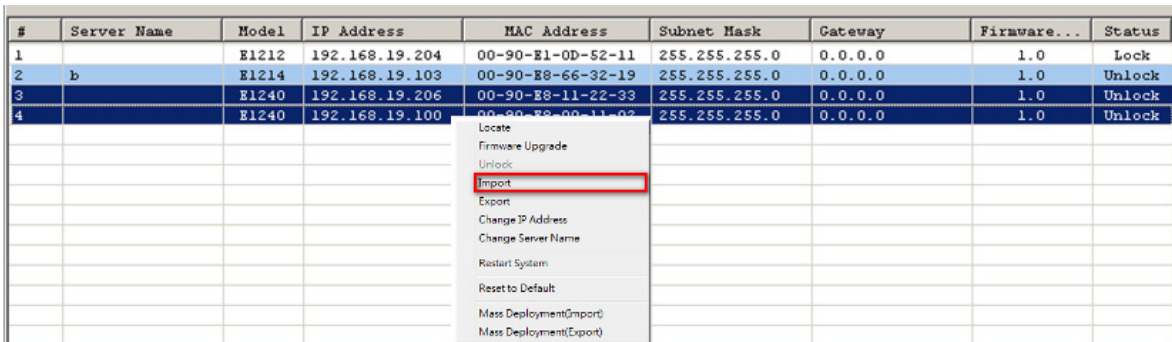 # Server Name Model IP Address MAC Address Subnet Mask Gateway Firmware... Status
1 E1212 192.168.19.204 00-90-E1-0D-52-11 255.255.255.0 0.0.0.0 1.0 Lock
2 b E1214 192.168.19.103 00-90-E8-66-32-19 255.255.255.0 0.0.0.0 1.0 Unlock
3 E1240 192.168.19.206 00-90-E8-11-22-33 255.255.255.0 0.0.0.0 1.0 Unlock
4 E1240 192.168.19.100 00-90-E8-00-11-02 255.255.255.0 0.0.0.0 1.0 Unlock
Locate
Firmware Upgrade
Unlock
Import
Export
Change IP Address
Change Server Name
Restart System
Reset to Default
Mass Deployment(Import)
Mass Deployment(Export)